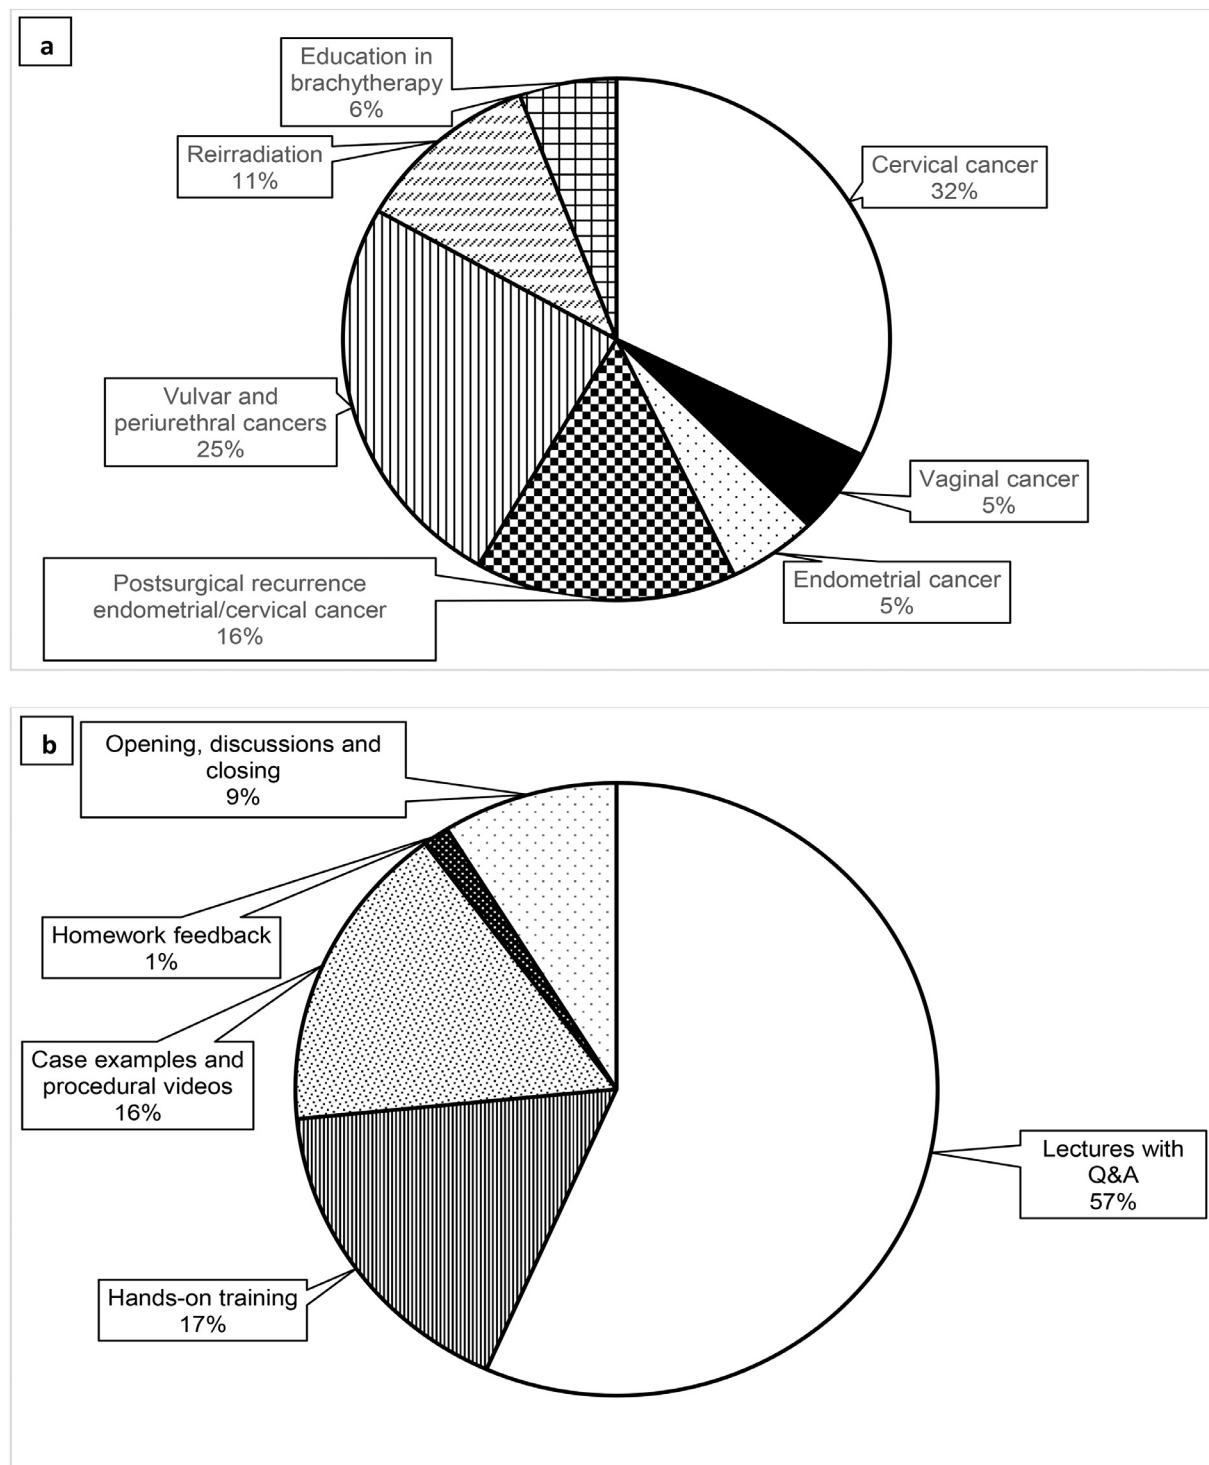 a
Education in
brachytherapy
6%
Reirradiation
11%
Cervical cancer
32%
Vulvar and
periurethral cancers
25%
Vaginal cancer
5%
Postsurgical recurrence
endometrial/cervical cancer
16%
Endometrial cancer
5%
b
Opening, discussions and
closing
9%
Homework feedback
1%
Case examples and
procedural videos
16%
Lectures with
Q&A
57%
Hands-on training
17%